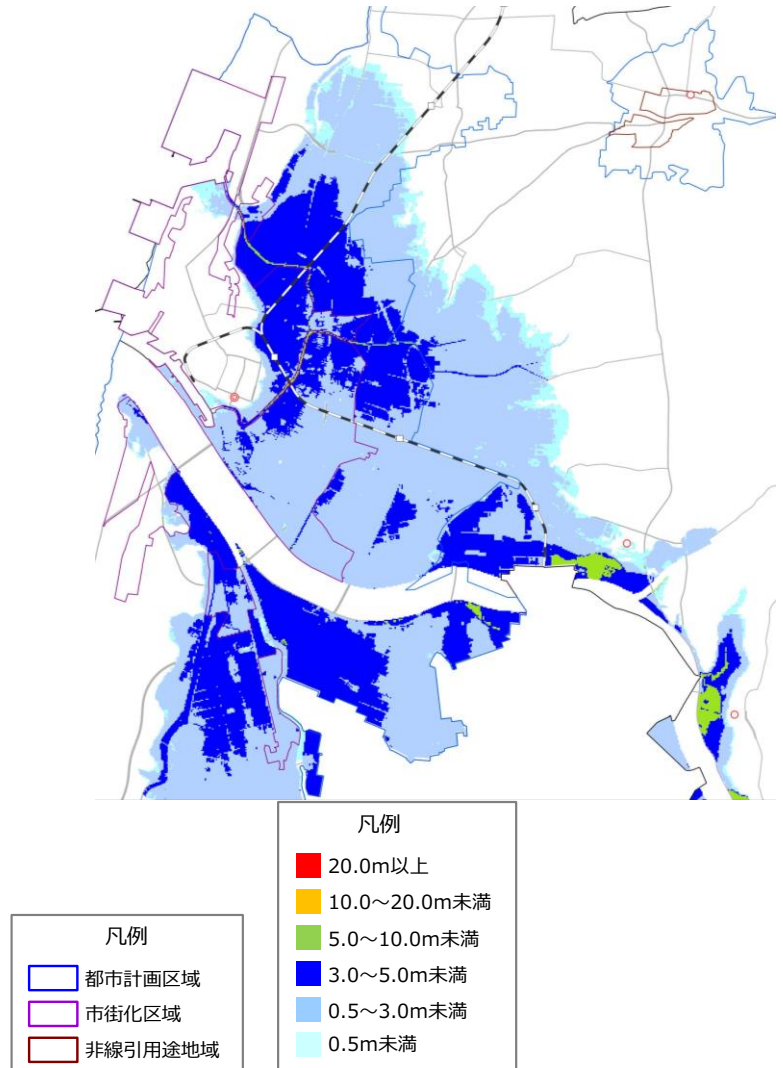 凡例
20.0m以上
10.0～20.0m未満
5.0～10.0m未満
3.0～5.0m未満
0.5～3.0m未満
0.5m未満
凡例
都市計画区域
市街化区域
非線引用途地域